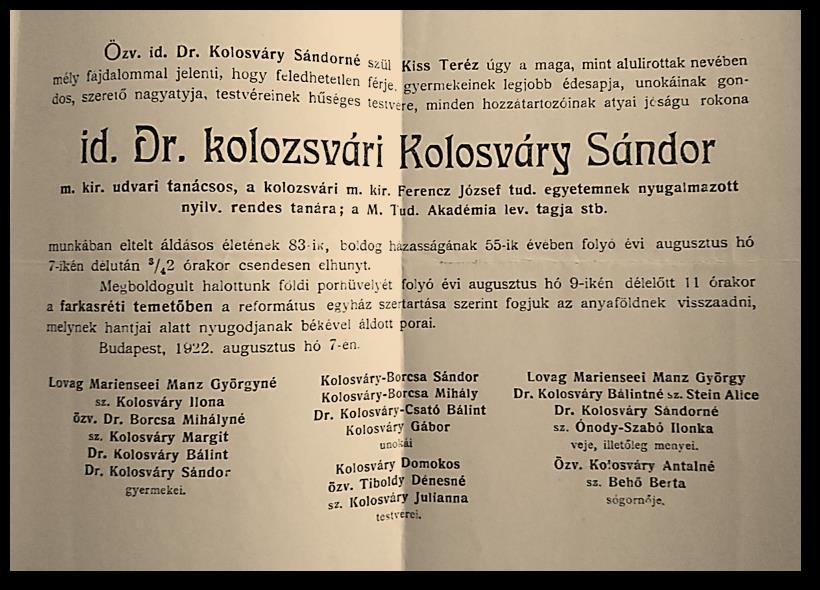 Özv. id. Dr. Kolosváry Sándorné szül Kiss Teréz úgy a maga, mint alulirottak nevében
mély fájdalommal jelenti, hogy feledhetetlen férje, gyermekeinek legjobb édesapja, unokáinak gon-
dos, szerető nagyatyja, testvéreinek hűséges testvére, minden hozzátartozóinak atyai jóságu rokona
id. Dr. kolozsvári Kolosváry Sándor
m. kir. udvari tanácsos, a kolozsvári m. kir. Ferencz József tud. egyetemnek nyugalmazott
nyilv. rendes tanára; a M. Tud. Akadémia lev. tagja stb.
munkában eltelt áldásos életének 83-ik, boldog házasságának 55-ik évében folyó évi augusztus hó
7-ikén délután 3/42 órakor csendesen elhunyt.
Megboldogult halottunk földi porhüvelyét folyó évi augusztus hó 9-ikén délelőtt 11 órakor
a farkasréti temetőben a református egyház szertartása szerint fogjuk az anyaföldnek visszaadni,
melynek hantjai alatt nyugodjanak békével áldott porai.
Budapest, 1922. augusztus hó 7-én.
Lovag Marienseei Manz Györgyné
sz. Kolosváry Ilona
özv. Dr. Borcsa Mihályné
sz. Kolosváry Margit
Dr. Kolosváry Bálint
Dr. Kolosváry Sándor
gyermekei.
Kolosváry-Borcsa Sándor
Kolosváry-Borcsa Mihály
Dr. Kolosváry-Csató Bálint
Kolosváry Gábor
unokái
Kolosváry Domokos
özv. Tiboldy Dénesné
sz. Kolosváry Julianna
testverei.
Lovag Marienseei Manz György
Dr. Kolosváry Bálintné sz. Stein Alice
Dr. Kolosváry Sándorné
sz. Ónody-Szabó Ilonka
veje, illetőleg menyei.
Özv. Kolosváry Antalné
sz. Behő Berta
sógornője.